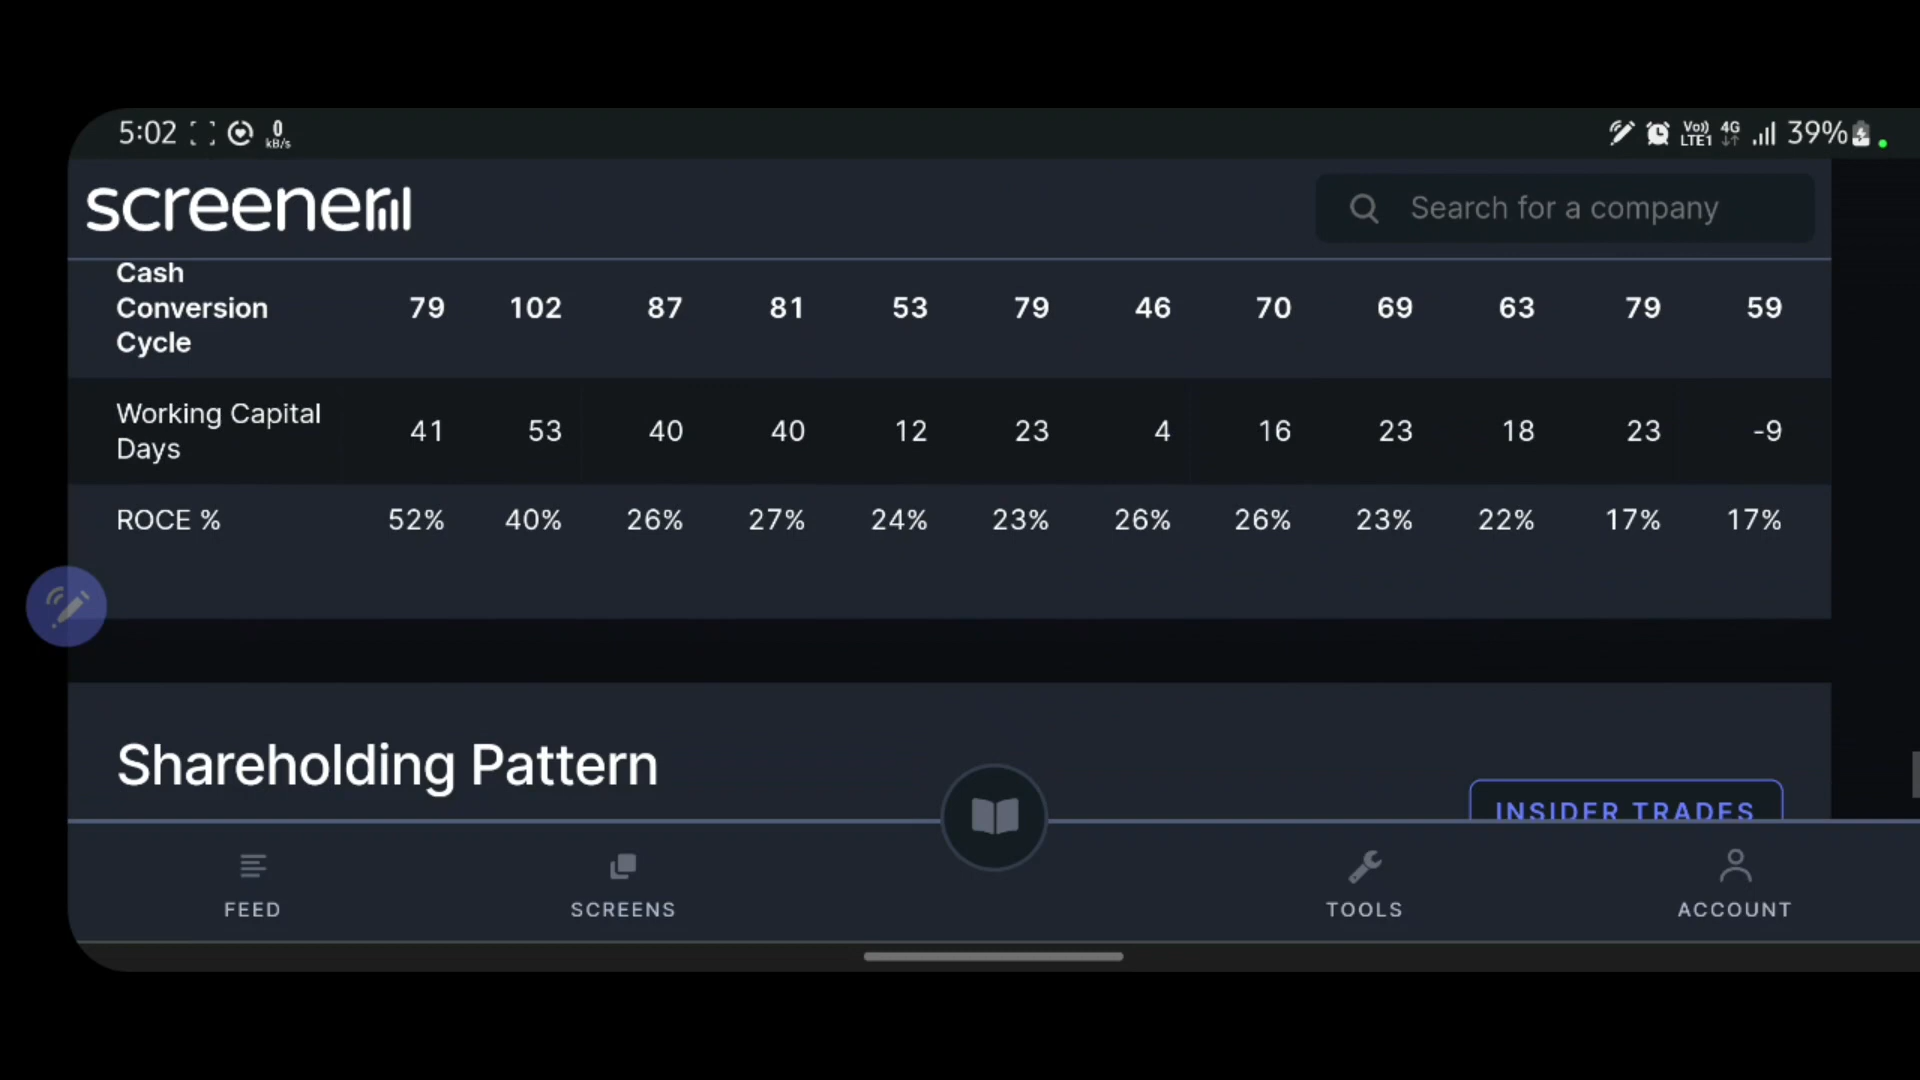 5:02 0 kB/s Vo)) LTE1 4G 39%
screener
Search for a company
Cash Conversion Cycle 79 102 87 81 53 79 46 70 69 63 79 59
Working Capital Days 41 53 40 40 12 23 4 16 23 18 23 -9
ROCE % 52% 40% 26% 27% 24% 23% 26% 26% 23% 22% 17% 17%
Shareholding Pattern
INSIDER TRADES
FEED SCREENS TOOLS ACCOUNT